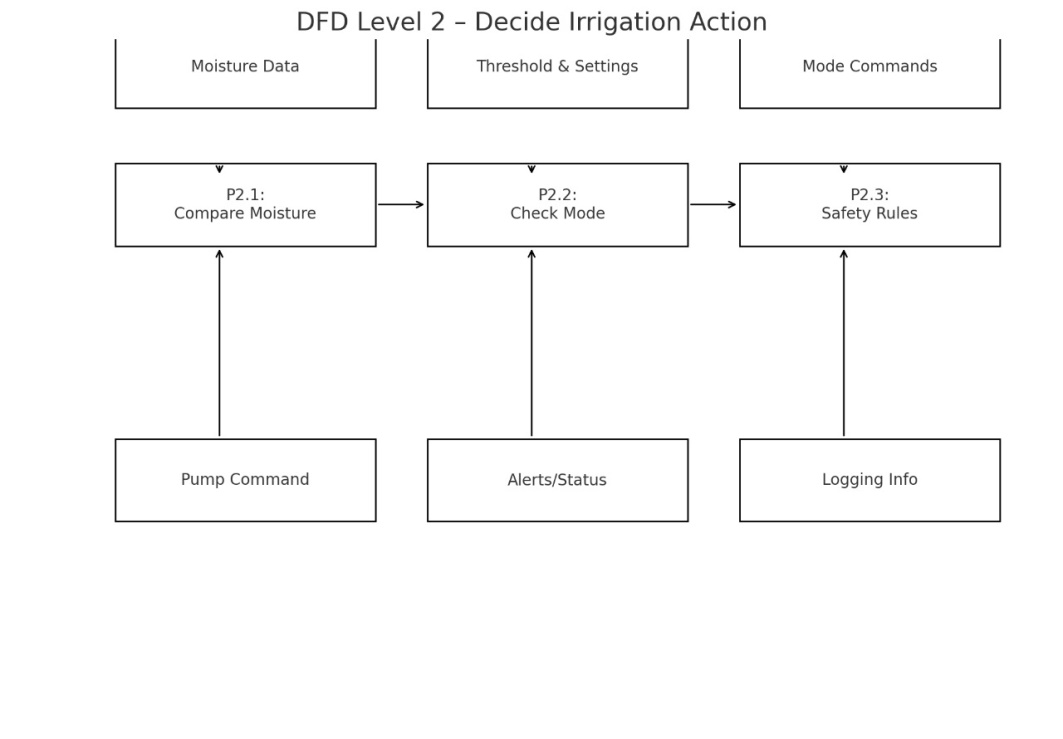 DFD Level 2 – Decide Irrigation Action
Moisture Data
Threshold & Settings
Mode Commands
P2.1:
Compare Moisture
P2.2:
Check Mode
P2.3:
Safety Rules
Pump Command
Alerts/Status
Logging Info